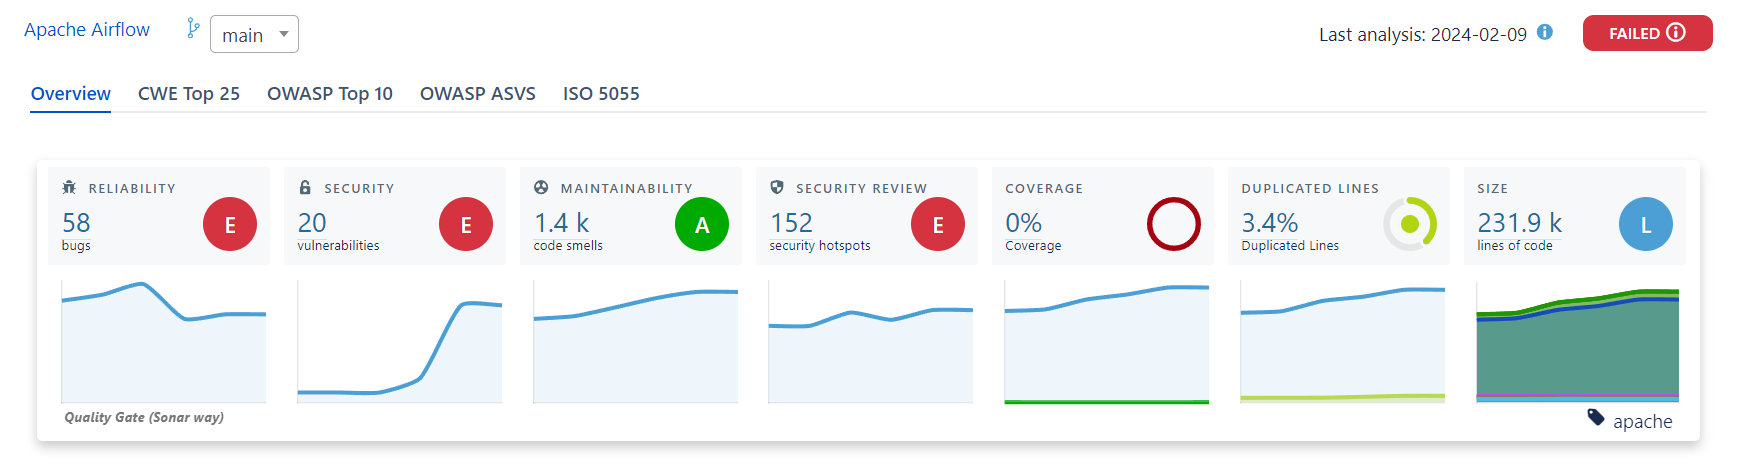 Apache Airflow
main
Last analysis: 2024-02-09
FAILED
Overview CWE Top 25 OWASP Top 10 OWASP ASVS ISO 5055
RELIABILITY
58
bugs
E
SECURITY
20
vulnerabilities
E
MAINTAINABILITY
1.4 k
code smells
A
SECURITY REVIEW
152
security hotspots
E
COVERAGE
0%
Coverage
DUPLICATED LINES
3.4%
Duplicated Lines
SIZE
231.9 k
lines of code
L
Quality Gate (Sonar way)
apache